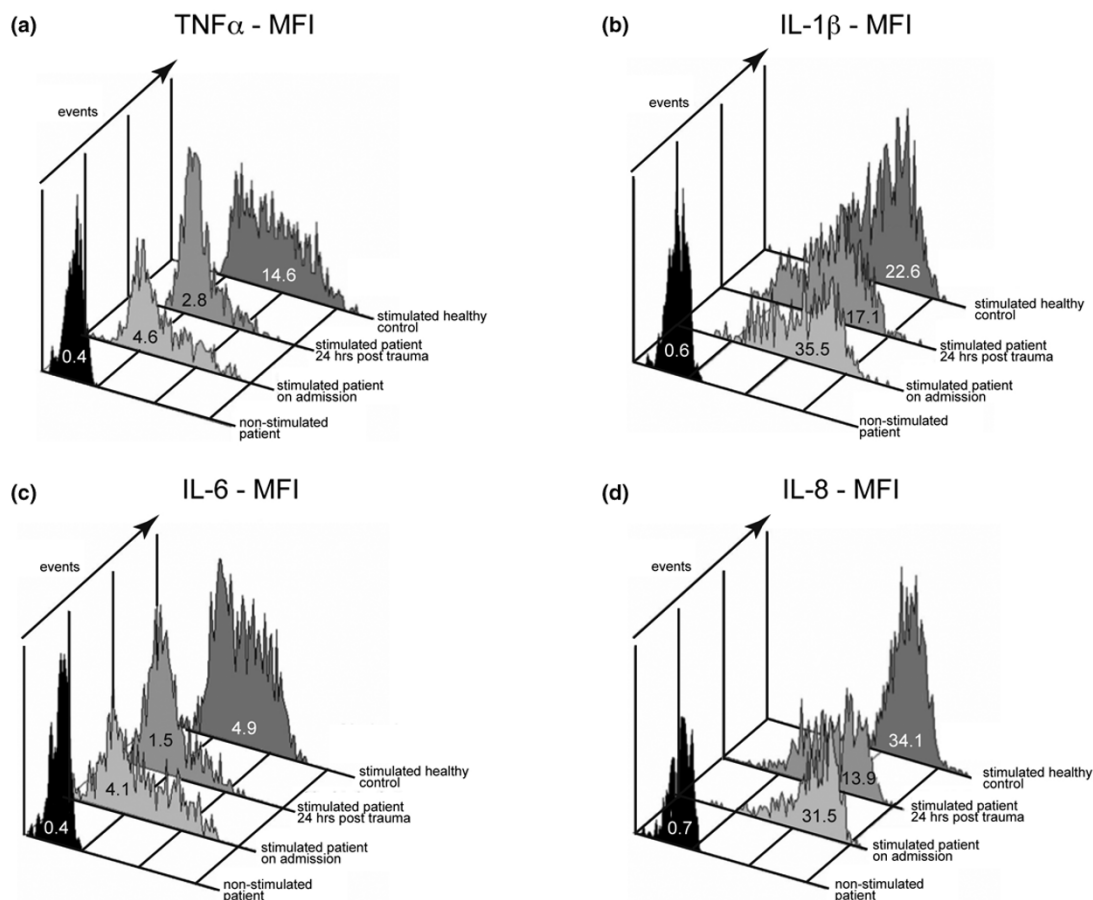 (a)
TNFα - MFI
events
14.6
2.8
4.6
0.4
stimulated healthy
control
stimulated patient
24 hrs post trauma
stimulated patient
on admission
non-stimulated
patient
(b)
IL-1β - MFI
events
22.6
17.1
35.5
0.6
stimulated healthy
control
stimulated patient
24 hrs post trauma
stimulated patient
on admission
non-stimulated
patient
(c)
IL-6 - MFI
events
4.9
1.5
4.1
0.4
stimulated healthy
control
stimulated patient
24 hrs post trauma
stimulated patient
on admission
non-stimulated
patient
(d)
IL-8 - MFI
events
34.1
13.9
31.5
0.7
stimulated healthy
control
stimulated patient
24 hrs post trauma
stimulated patient
on admission
non-stimulated
patient